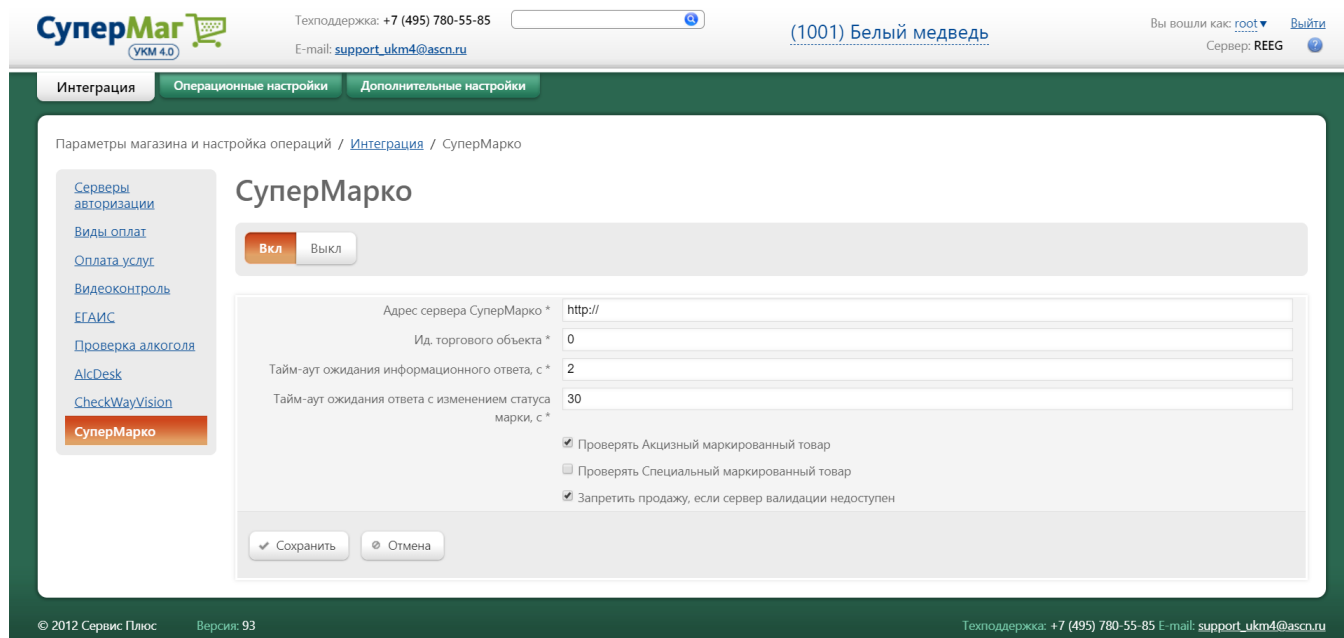 СуперМаг
УКМ 4.0
Техподдержка: +7 (495) 780-55-85
E-mail: support_ukm4@ascn.ru
(1001) Белый медведь
Вы вошли как: root ▾ Выйти
Сервер: REEG ?
Интеграция Операционные настройки Дополнительные настройки
Параметры магазина и настройка операций / Интеграция / СуперМарко
Серверы
авторизации
Виды оплат
Оплата услуг
Видеоконтроль
ЕГАИС
Проверка алкоголя
AlcDesk
CheckWayVision
СуперМарко
СуперМарко
Вкл Выкл
Адрес сервера СуперМарко * http://
Ид. торгового объекта * 0
Тайм-аут ожидания информационного ответа, с * 2
Тайм-аут ожидания ответа с изменением статуса 30
марки, с *
Проверять Акцизный маркированный товар
Проверять Специальный маркированный товар
Запретить продажу, если сервер валидации недоступен
Сохранить Отмена
© 2012 Сервис Плюс Версия: 93 Техподдержка: +7 (495) 780-55-85 E-mail: support_ukm4@ascn.ru